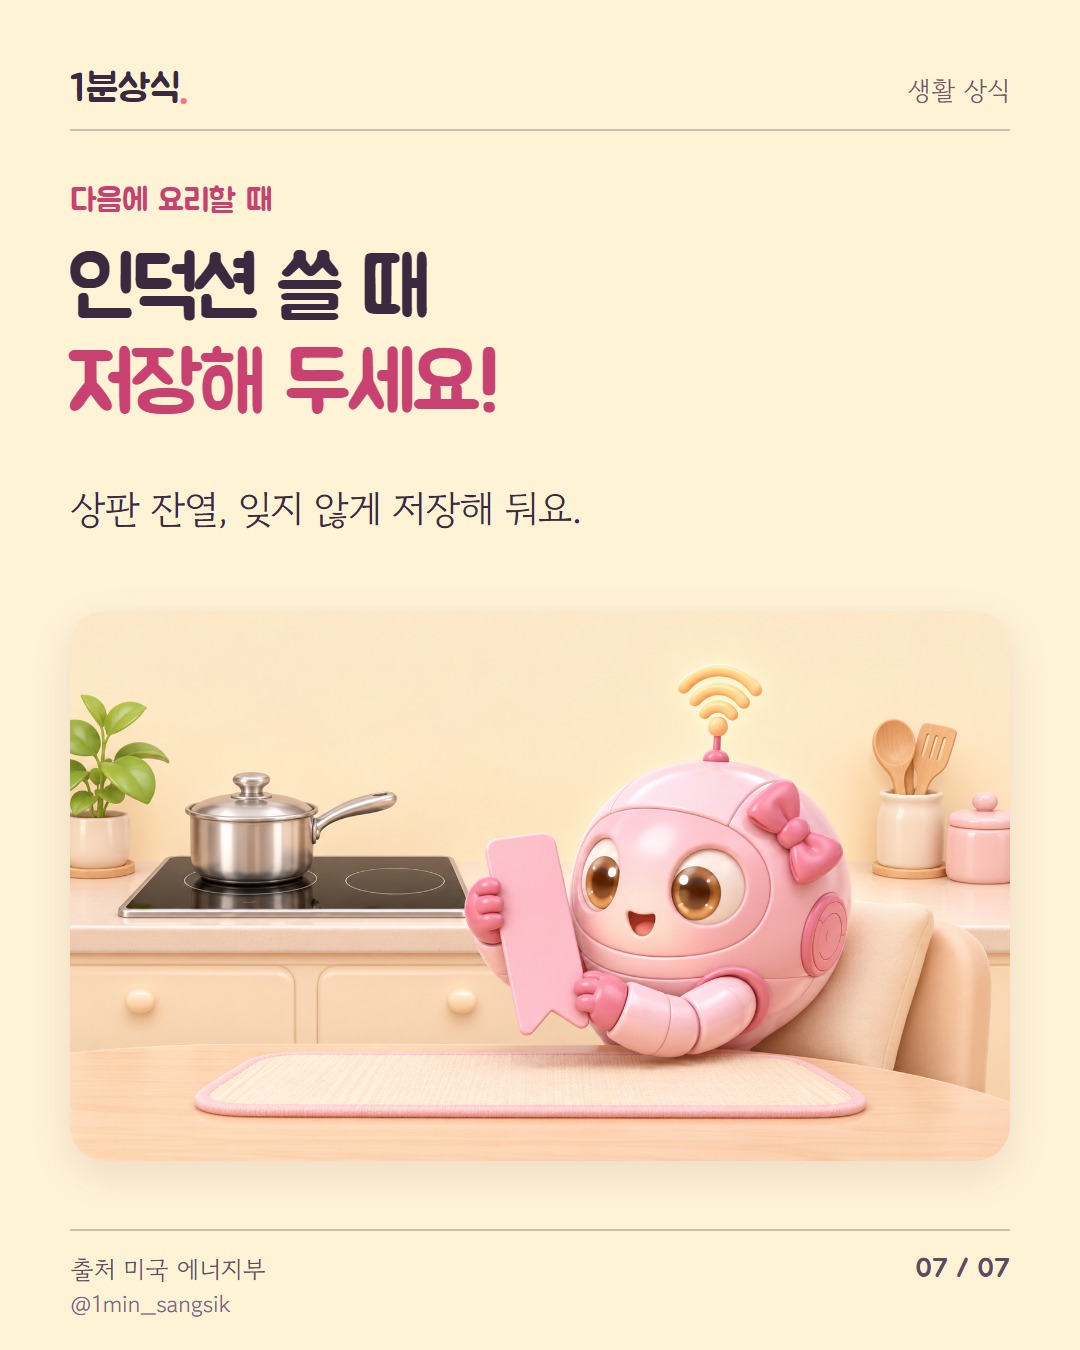 1분상식.
생활 상식
다음에 요리할 때
인덕션 쓸 때
저장해 두세요!
상판 잔열, 잊지 않게 저장해 둬요.
출처 미국 에너지부
07 / 07
@1min_sangsik